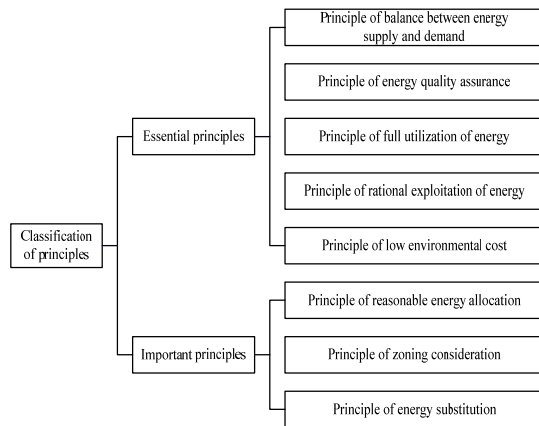 Principle of balance between energy
supply and demand
Principle of energy quality assurance
Essential principles
Principle of full utilization of energy
Principle of rational exploitation of energy
Classification
of principles
Principle of low environmental cost
Principle of reasonable energy allocation
Important principles
Principle of zoning consideration
Principle of energy substitution